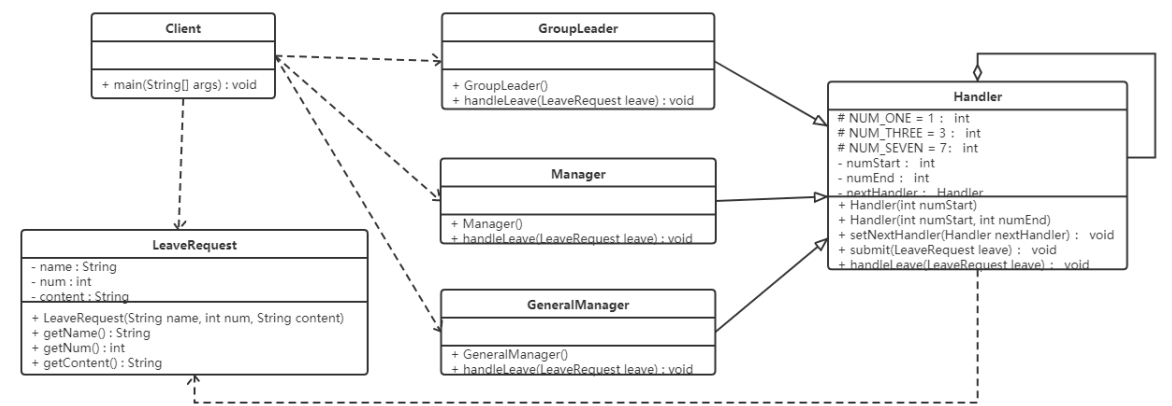 Client
+ main(String[] args) : void
GroupLeader
+ GroupLeader()
+ handleLeave(LeaveRequest leave) : void
Manager
+ Manager()
+ handleLeave(LeaveRequest leave) : void
GeneralManager
+ GeneralManager()
+ handleLeave(LeaveRequest leave) : void
Handler
# NUM_ONE = 1 : int
# NUM_THREE = 3 : int
# NUM_SEVEN = 7: int
- numStart : int
- numEnd : int
- nextHandler : Handler
+ Handler(int numStart)
+ Handler(int numStart, int numEnd)
+ setNextHandler(Handler nextHandler) : void
+ submit(LeaveRequest leave) : void
+ handleLeave(LeaveRequest leave) : void
LeaveRequest
- name : String
- num : int
- content : String
+ LeaveRequest(String name, int num, String content)
+ getName() : String
+ getNum() : int
+ getContent() : String